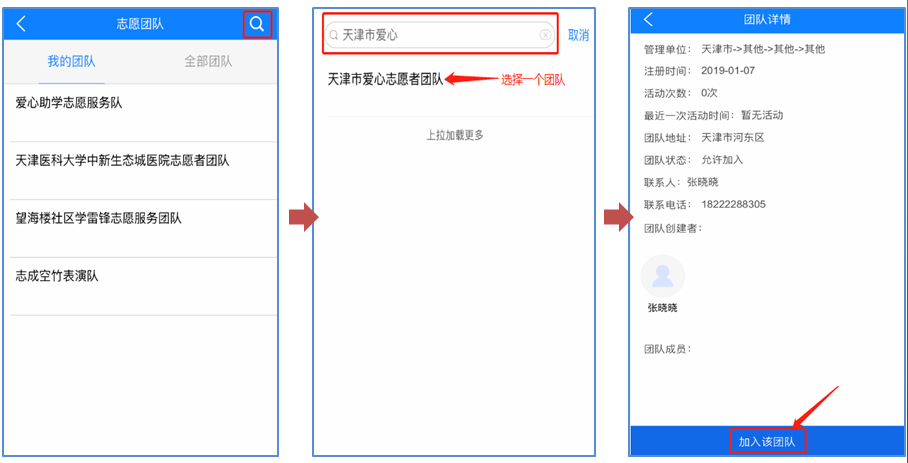 志愿团队
我的团队
全部团队
爱心助学志愿服务队
天津医科大学中新生态城医院志愿者团队
望海楼社区学雷锋志愿服务团队
志成空竹表演队
天津市爱心
取消
天津市爱心志愿者团队
选择一个团队
上拉加载更多
团队详情
管理单位： 天津市->其他->其他->其他
注册时间： 2019-01-07
活动次数： 0次
最近一次活动时间： 暂无活动
团队地址： 天津市河东区
团队状态： 允许加入
联系人： 张晓晓
联系电话： 18222288305
团队创建者：
张晓晓
团队成员：
加入该团队